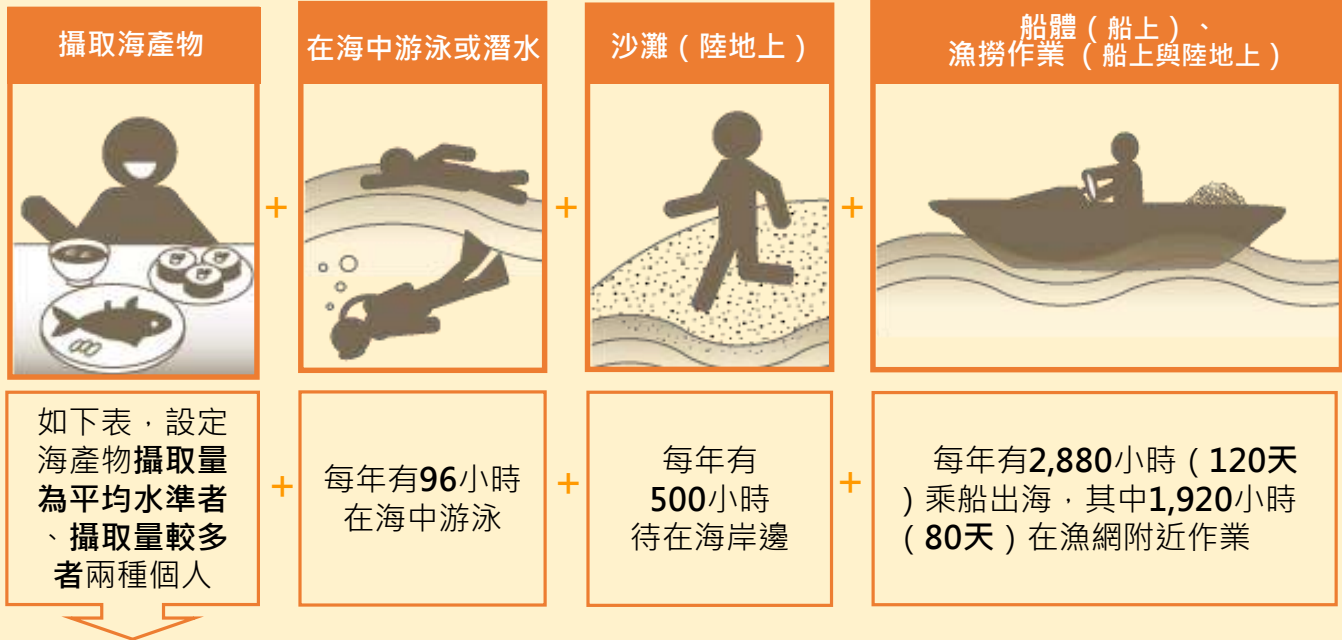 攝取海產物
在海中游泳或潛水
沙灘（陸地上）
船體（船上）、
漁撈作業（船上與陸地上）
+
+
+
如下表，設定
海產物攝取量
為平均水準者
、攝取量較多
者兩種個人
+
每年有96小時
在海中游泳
+
每年有
500小時
待在海岸邊
+
每年有2,880小時（120天
）乘船出海，其中1,920小時
（80天）在漁網附近作業